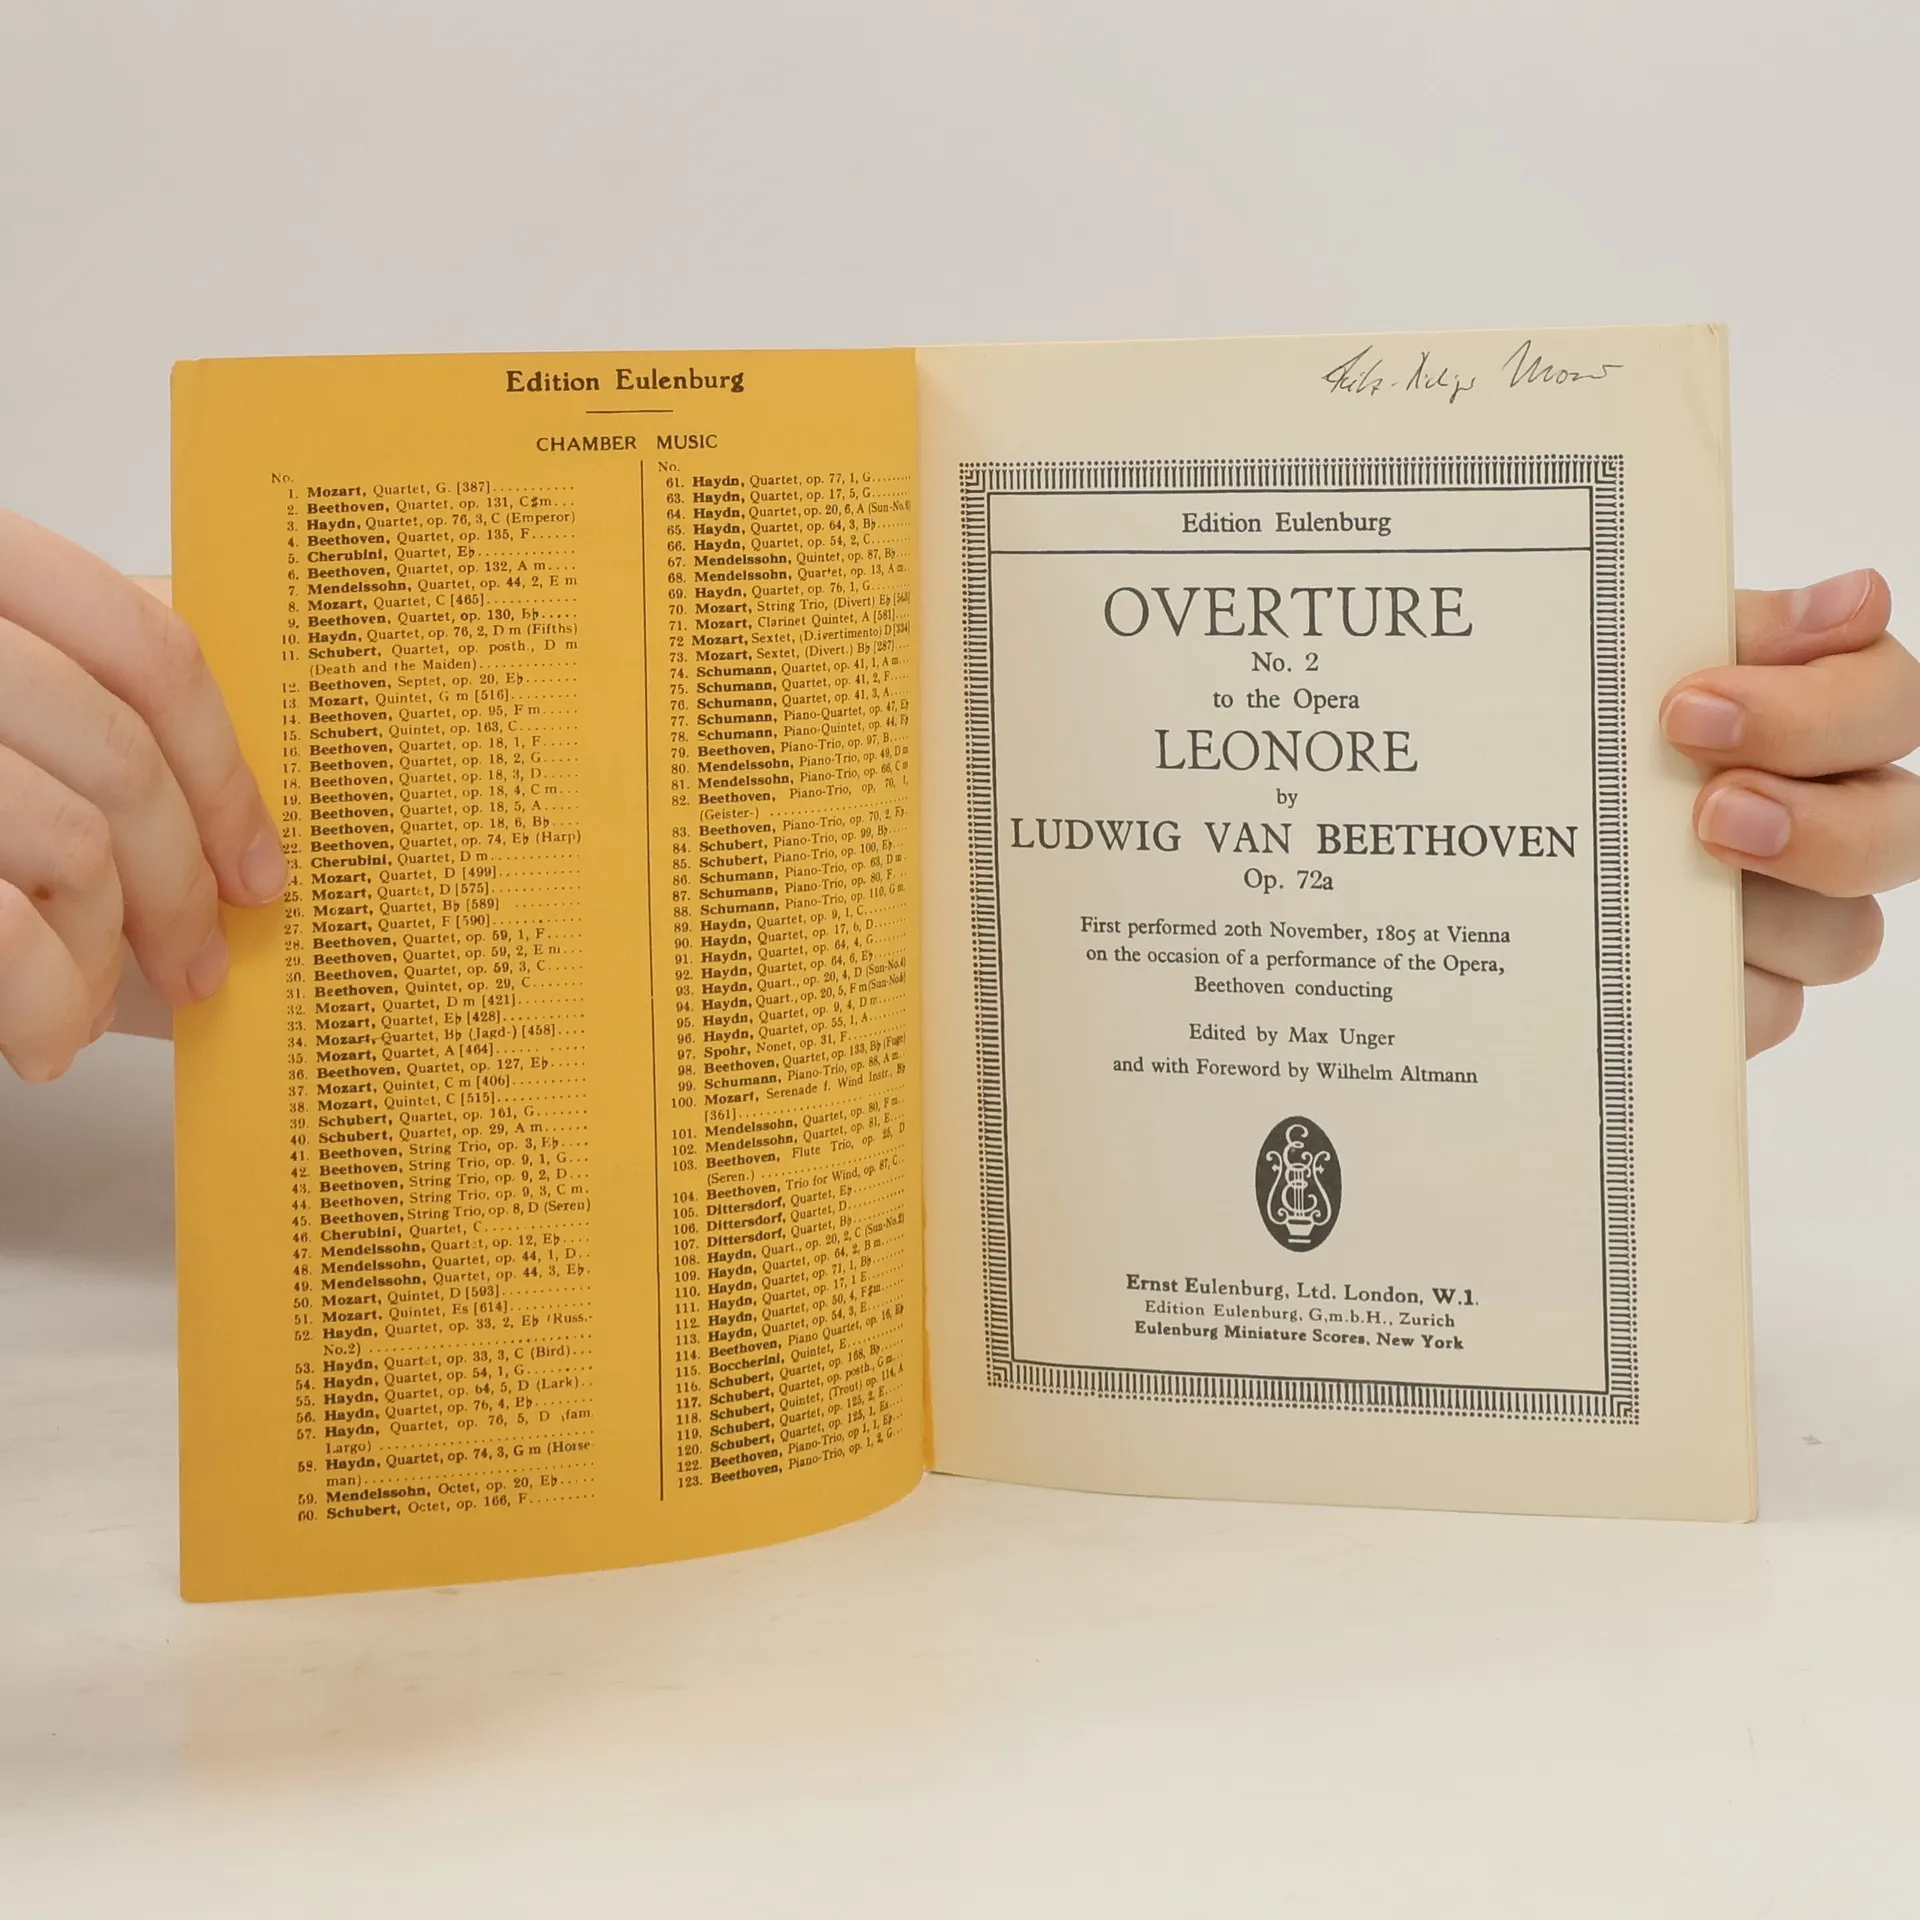 Edition Eulenburg
CHAMBER MUSIC
No.
1. Mozart, Quartet, G. [387]...........
2. Beethoven, Quartet, op. 131, C♯m...
3. Haydn, Quartet, op. 76, 3, C (Emperor)
4. Beethoven, Quartet, op. 135, F......
5. Cherubini, Quartet, E♭.............
6. Beethoven, Quartet, op. 132, A m....
7. Mendelssohn, Quartet, op. 44, 2, E m
8. Mozart, Quartet, C [465]............
9. Beethoven, Quartet, op. 130, b♭.....
10. Haydn, Quartet, op. 76, 2, D m (Fifths)
11. Schubert, Quartet, op. posth., D m
(Death and the Maiden).............
12. Beethoven, Septet, op. 20, E♭.......
13. Mozart, Quintet, G m [516].........
14. Beethoven, Quartet, op. 95, F m.....
15. Schubert, Quintet, op. 163, C........
16. Beethoven, Quartet, op. 18, 1, F.....
17. Beethoven, Quartet, op. 18, 2, G.....
18. Beethoven, Quartet, op. 18, 3, D.....
19. Beethoven, Quartet, op. 18, 4, C m...
20. Beethoven, Quartet, op. 18, 5, A.....
21. Beethoven, Quartet, op. 18, 6, B♭....
22. Beethoven, Quartet, op. 74, E♭ (Harp)
23. Cherubini, Quartet, D m............
24. Mozart, Quartet, D [499]...........
25. Mozart, Quartet, D [575]...........
26. Mozart, Quartet, B♭ [589] .........
27. Mozart, Quartet, F [590]............
28. Beethoven, Quartet, op. 59, 1, F.....
29. Beethoven, Quartet, op. 59, 2, E m...
30. Beethoven, Quartet, op. 59, 3, C.....
31. Beethoven, Quintet, op. 29, C.......
32. Mozart, Quartet, D m [421].........
33. Mozart, Quartet, E♭ [428]...........
34. Mozart, Quartet, B♭ (Jagd-) [458]....
35. Mozart, Quartet, A [464]...... .....
36. Beethoven, Quartet, op. 127, E♭.....
37. Mozart, Quintet, C m [406]..........
38. Mozart, Quintet, C [515]............
39. Schubert, Quartet, op. 161, G.......
40. Schubert, Quartet, op. 29, A m......
41. Beethoven, String Trio, op. 3, E♭....
42. Beethoven, String Trio, op. 9, 1, G...
43. Beethoven, String Trio, op. 9, 2, D...
44. Beethoven, String Trio, op. 9, 3, C m.
45. Beethoven, String Trio, op. 8, D (Seren)
46. Cherubini, Quartet, C..............
47. Mendelssohn, Quartet, op. 12, E♭....
48. Mendelssohn, Quartet, op. 44, 1, D..
49. Mendelssohn, Quartet, op. 44, 3, E♭.
50. Mozart, Quintet, D [593]............
51. Mozart, Quintet, Es [614]...........
52. Haydn, Quartet, op. 33, 2, E♭ (Russ.-
No.2) ...........................
53. Haydn, Quartet, op. 33, 3, C (Bird)...
54. Haydn, Quartet, op. 54, 1, G........
55. Haydn, Quartet, op. 64, 5, D (Lark)..
56. Haydn, Quartet, op. 76, 4, B♭.......
57. Haydn, Quartet, op. 76, 5, D (fam.
Largo) ..........................
58. Haydn, Quartet, op. 74, 3, G m (Horse-
man)............................
59. Mendelssohn, Octet, op. 20, E♭.....
60. Schubert, Octet, op. 166, F.........
No.
61. Haydn, Quartet, op. 77, 1, G........
63. Haydn, Quartet, op. 17, 5, G........
64. Haydn, Quartet, op. 20, 6, A (Sun-No.6)
65. Haydn, Quartet, op. 64, 3, B♭.......
66. Haydn, Quartet, op. 54, 2, C........
67. Mendelssohn, Quintet, op. 87, B♭....
68. Mendelssohn, Quartet, op. 13, A m..
69. Haydn, Quartet, op. 76, 1, G........
70. Mozart, String Trio, (Divert) E♭ [563]
71. Mozart, Clarinet Quintet, A [581]....
72 Mozart, Sextet, (Divertimento) D [334]
73. Mozart, Sextet, (Divert.) B♭ [287]....
74. Schumann, Quartet, op. 41, 1, A m...
75. Schumann, Quartet, op. 41, 2, F.....
76. Schumann, Quartet, op. 41, 3, A.....
77. Schumann, Piano-Quartet, op. 47, E♭
78. Schumann, Piano-Quintet, op. 44, E♭
79. Beethoven, Piano-Trio, op. 97, B.....
80. Mendelssohn, Piano-Trio, op. 49, D m
81. Mendelssohn, Piano-Trio, op. 66, C m
82. Beethoven, Piano-Trio, op, 70, 1,
(Geister-) ........................
83. Beethoven, Piano-Trio, op. 70, 2, E♭.
84. Schubert, Piano-Trio, op. 99, B♭.....
85. Schubert, Piano-Trio, op. 100, E♭....
86. Schumann, Piano-Trio, op. 63, D m..
87. Schumann, Piano-Trio, op. 80, F. ..
88. Schumann, Piano-Trio, op. 110, G m.
89. Haydn, Quartet, op. 9, 1, C.........
90. Haydn, Quartet, op. 17, 6, D........
91. Haydn, Quartet, op. 64, 4, G........
92. Haydn, Quartet, op. 64, 6, E♭.......
93. Haydn, Quart., op. 20, 4, D (Sun-No.4)
94. Haydn, Quart., op. 20, 5, F m (Sun-No.5)
95. Haydn, Quartet, op. 9, 4, D m.......
96. Haydn, Quartet, op. 55, 1, A........
97. Spohr, Nonet, op. 31, F.............
98. Beethoven, Quartet, op. 133, B♭ (Fuge)
99. Schumann, Piano-Trio, op. 88, A m..
100. Mozart, Serenade f. Wind Instr., B♭
[361]............................
101. Mendelssohn, Quartet, op. 80, F m..
102. Mendelssohn, Quartet, op. 81, E....
103. Beethoven, Flute Trio, op. 25, D
(Seren.) ..........................
104. Beethoven, Trio for Wind, op. 87, C..
105. Dittersdorf, Quartet, E♭............
106. Dittersdorf, Quartet, D.............
107. Dittersdorf, Quartet, B♭............
108. Haydn, Quart., op. 20, 2, C (Sun-No.2)
109. Haydn, Quartet, op. 64, 2, B m......
110. Haydn, Quartet, op. 71, 1, B♭.......
111. Haydn, Quartet, op. 17, 1 E........
112. Haydn, Quartet, op. 50, 4, F♯m.....
113. Haydn, Quartet, op. 54, 3, E........
114. Beethoven, Piano Quartet, op. 16, E♭
115. Boccherini, Quintet, E..............
116. Schubert, Quartet, op. 168, B♭......
117. Schubert, Quartet, op. posth., G m...
118. Schubert, Quintet, (Trout) op. 114, A
119. Schubert, Quartet, op. 125, 2, E.....
120. Schubert, Quartet, op. 125, 1, Es....
122. Beethoven, Piano-Trio, op 1, 1, E♭...
123. Beethoven, Piano-Trio, op. 1, 2, G...
Edition Eulenburg
OVERTURE
No. 2
to the Opera
LEONORE
by
LUDWIG VAN BEETHOVEN
Op. 72a
First performed 20th November, 1805 at Vienna
on the occasion of a performance of the Opera,
Beethoven conducting
Edited by Max Unger
and with Foreword by Wilhelm Altmann
Ernst Eulenburg, Ltd. London, W.1.
Edition Eulenburg, G.m.b.H., Zurich
Eulenburg Miniature Scores, New York